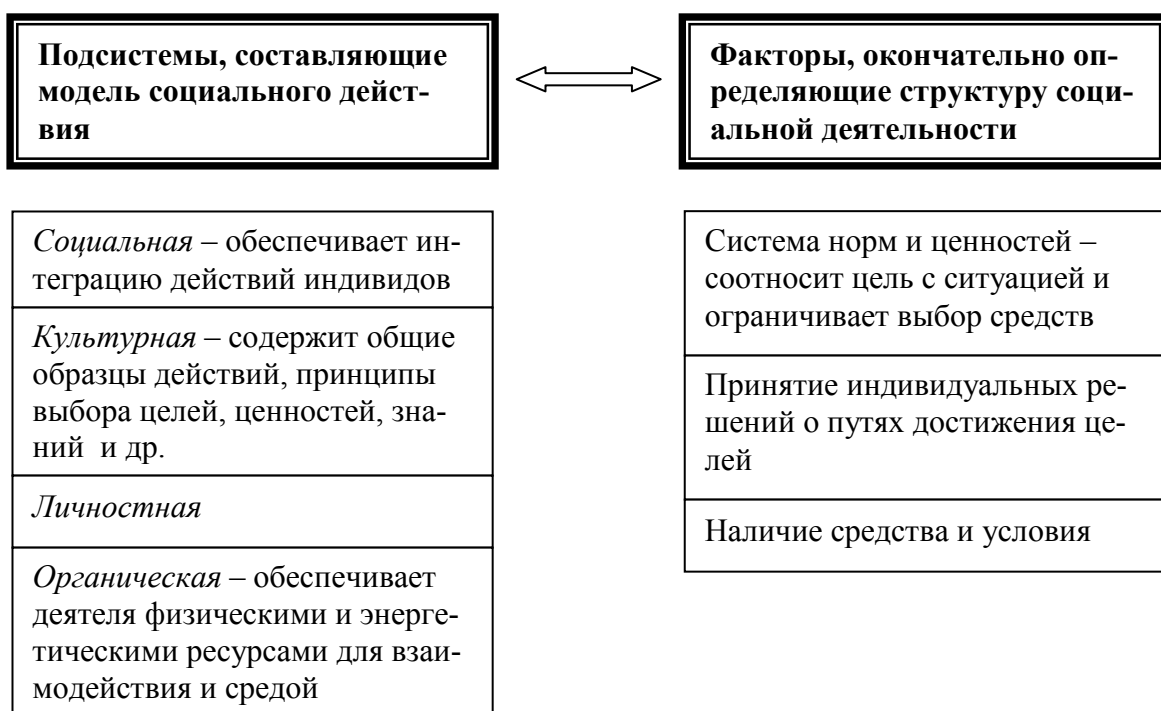 Подсистемы, составляющие
модель социального дейст-
вия
Факторы, окончательно оп-
ределяющие структуру соци-
альной деятельности
Социальная – обеспечивает ин-
теграцию действий индивидов
Культурная – содержит общие
образцы действий, принципы
выбора целей, ценностей, зна-
ний и др.
Личностная
Органическая – обеспечивает
деятеля физическими и энерге-
тическими ресурсами для взаи-
модействия и средой
Система норм и ценностей –
соотносит цель с ситуацией и
ограничивает выбор средств
Принятие индивидуальных ре-
шений о путях достижения це-
лей
Наличие средства и условия